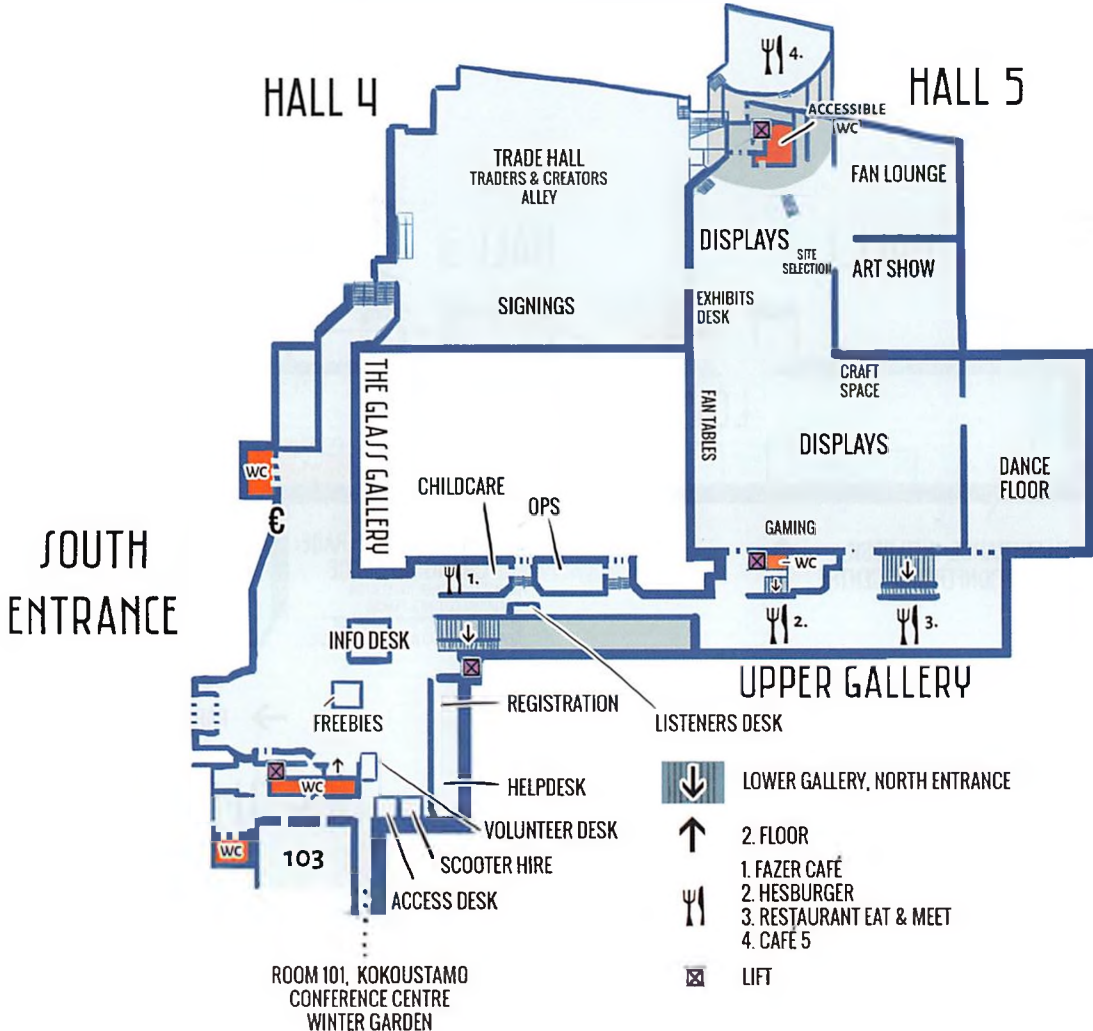 4.
HALL 4
HALL 5
ACCESSIBLE
WC
TRADE HALL
TRADERS & CREATORS
ALLEY
FAN LOUNGE
DISPLAYS
SITE
SELECTION
ART SHOW
SIGNINGS
EXHIBITS
DESK
THE GLASS GALLERY
CRAFT
SPACE
FAN TABLES
DISPLAYS
WC
DANCE
FLOOR
CHILDCARE
OPS
€
GAMING
SOUTH
ENTRANCE
WC
1.
2.
3.
INFO DESK
UPPER GALLERY
REGISTRATION
LISTENERS DESK
FREEBIES
WC
HELPDESK
LOWER GALLERY, NORTH ENTRANCE
VOLUNTEER DESK
2. FLOOR
WC
103
SCOOTER HIRE
ACCESS DESK
1. FAZER CAFÉ
2. HESBURGER
3. RESTAURANT EAT & MEET
4. CAFÉ 5
LIFT
ROOM 101, KOKOUSTAMO
CONFERENCE CENTRE
WINTER GARDEN